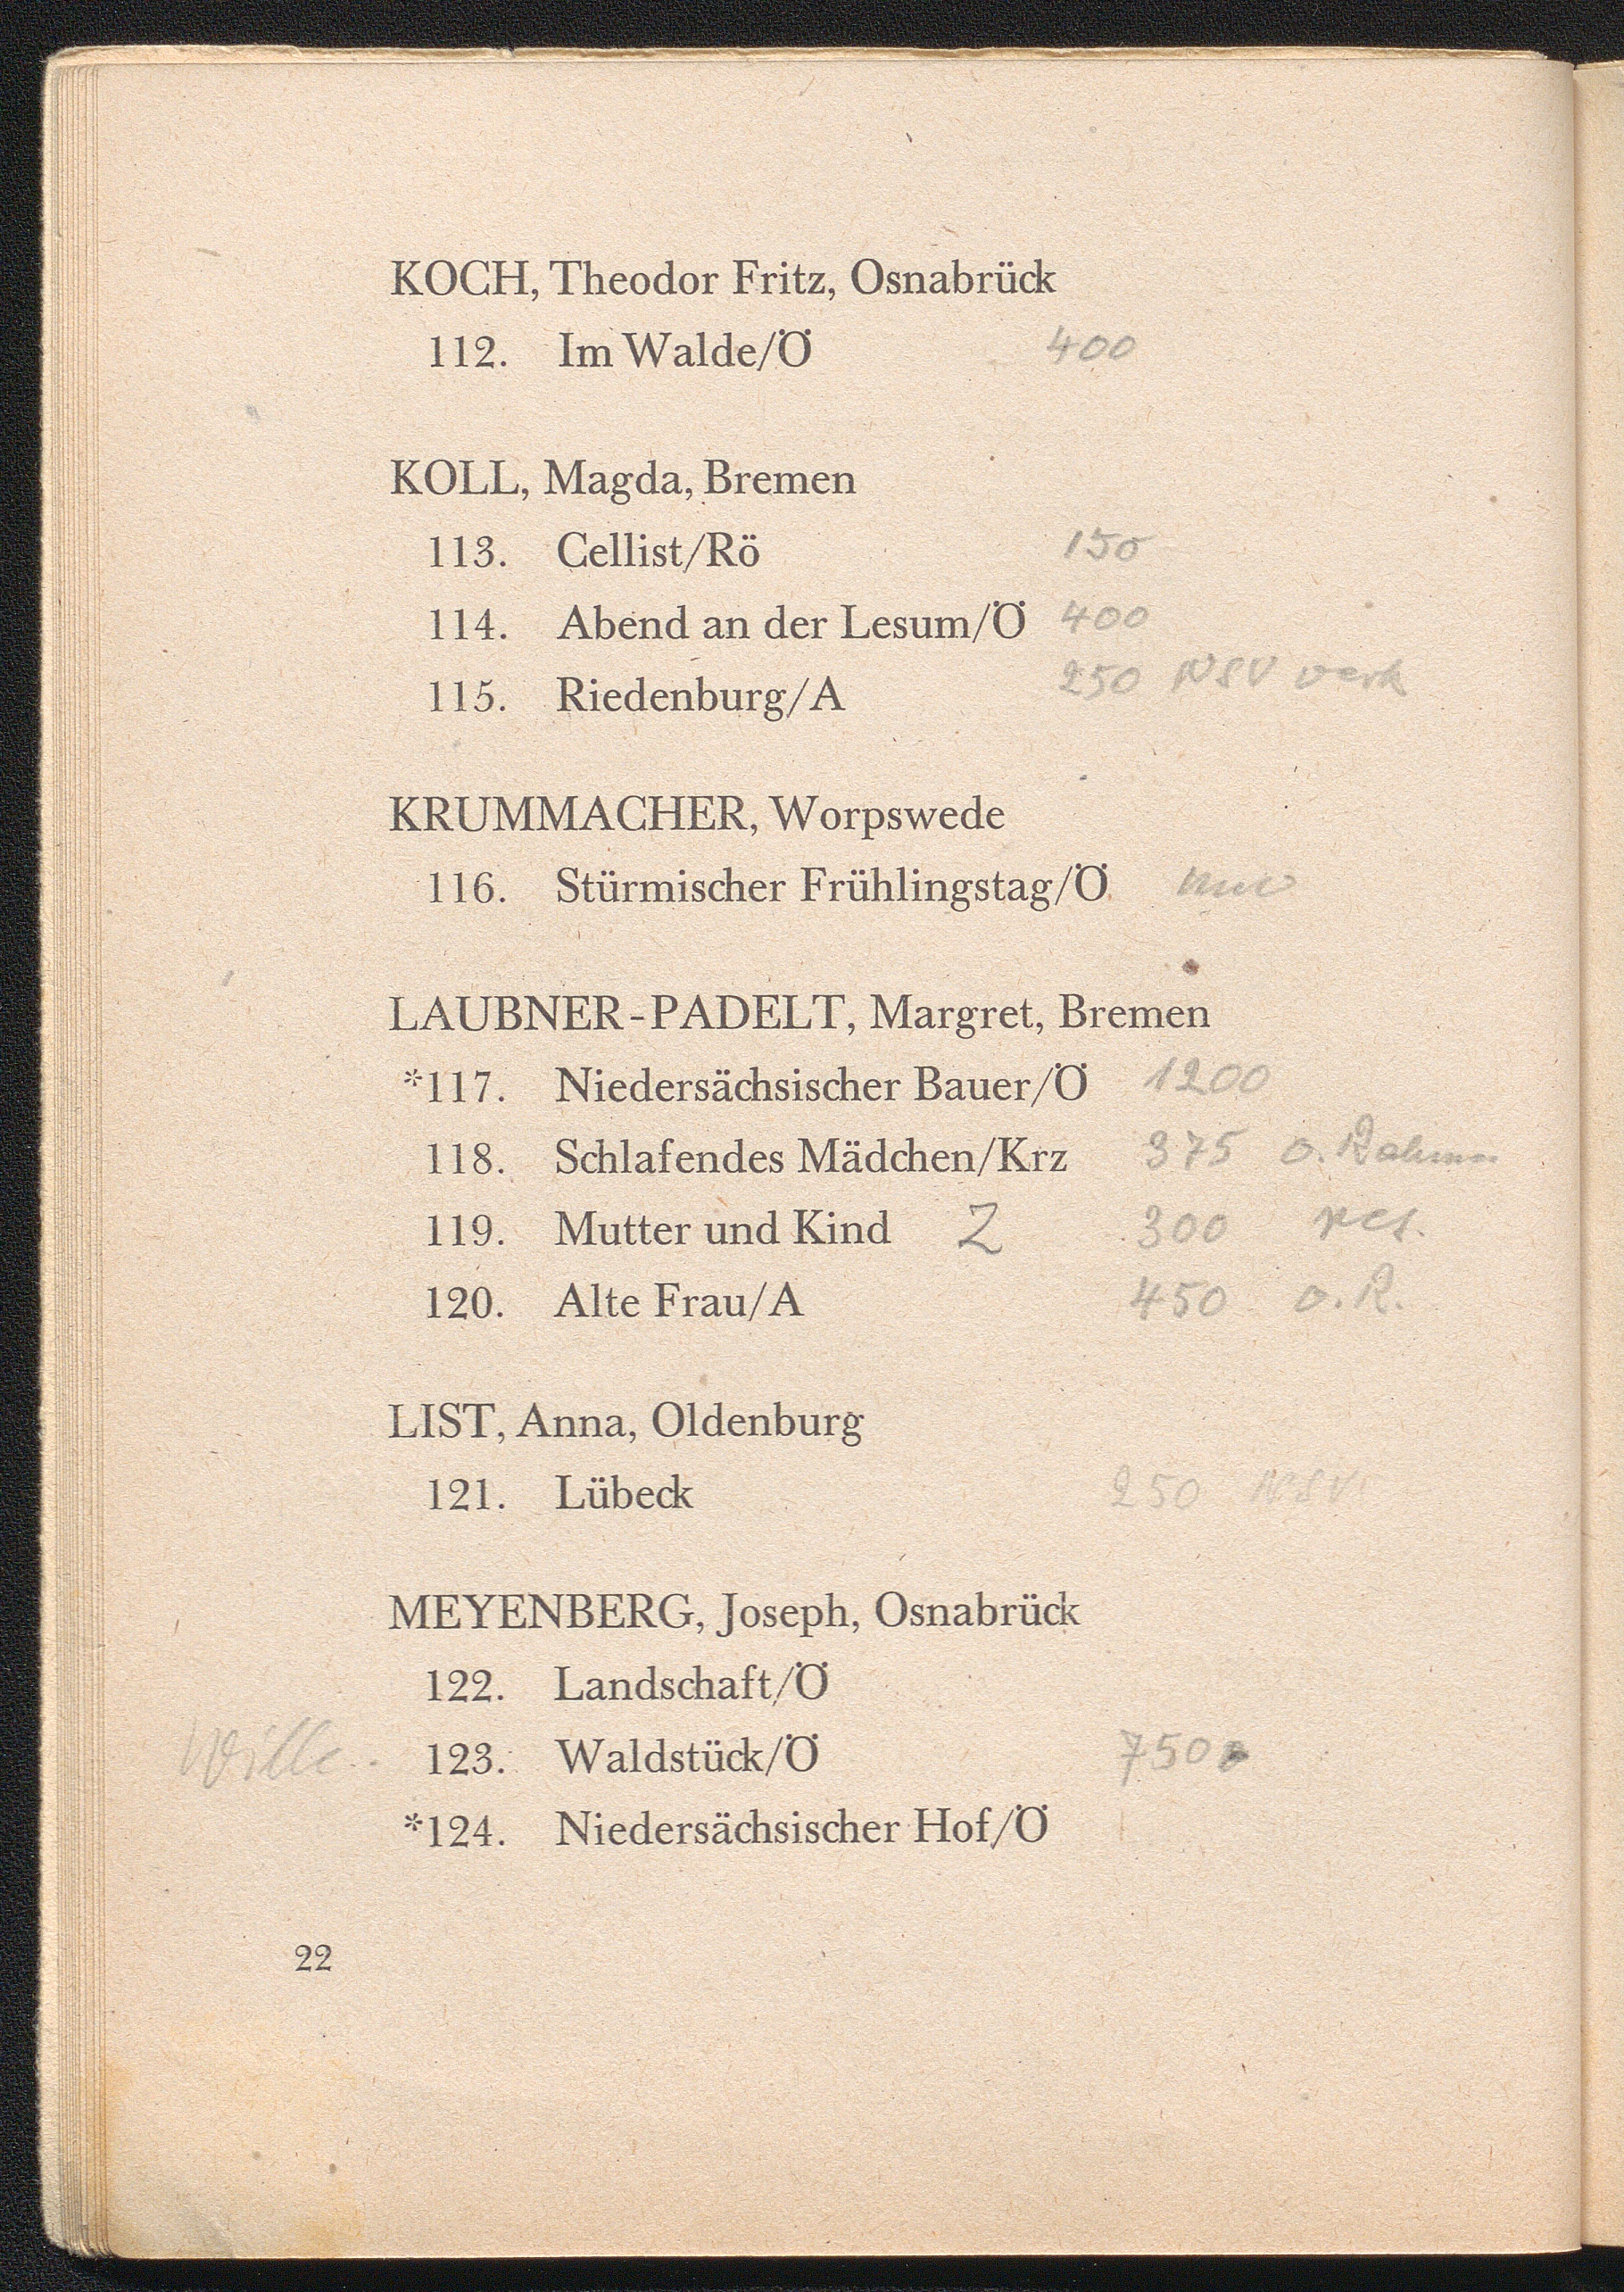 KOCH, Theodor Fritz, Osnabrück
112. Im Walde/Ö 400
KOLL, Magda, Bremen
113. Cellist/Rö 150
114. Abend an der Lesum/Ö 400
115. Riedenburg/A 250 NSV verk
KRUMMACHER, Worpswede
116. Stürmischer Frühlingstag/Ö
LAUBNER-PADELT, Margret, Bremen
*117. Niedersächsischer Bauer/Ö 1200
118. Schlafendes Mädchen/Krz 375 o. Rahmen
119. Mutter und Kind Z 300 res.
120. Alte Frau/A 450 o. R.
LIST, Anna, Oldenburg
121. Lübeck 250 NSV
MEYENBERG, Joseph, Osnabrück
122. Landschaft/Ö
Wille 123. Waldstück/Ö 750
*124. Niedersächsischer Hof/Ö
22